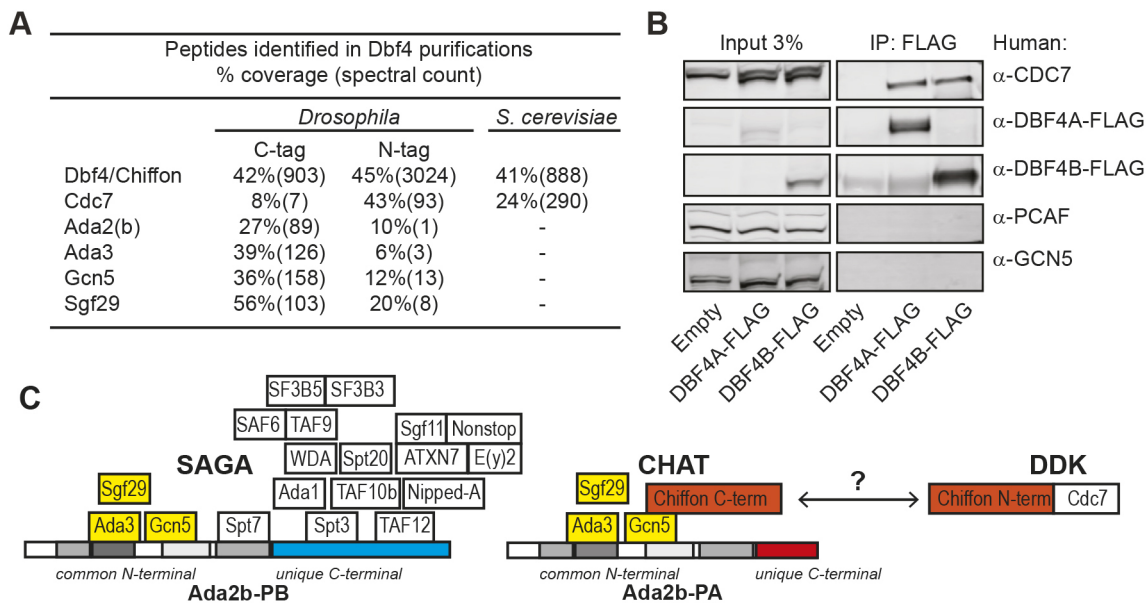 A
Peptides identified in Dbf4 purifications
% coverage (spectral count)
Drosophila S. cerevisiae
C-tag N-tag
Dbf4/Chiffon 42%(903) 45%(3024) 41%(888)
Cdc7 8%(7) 43%(93) 24%(290)
Ada2(b) 27%(89) 10%(1) -
Ada3 39%(126) 6%(3) -
Gcn5 36%(158) 12%(13) -
Sgf29 56%(103) 20%(8) -
B
Input 3% IP: FLAG Human:
α-CDC7
α-DBF4A-FLAG
α-DBF4B-FLAG
α-PCAF
α-GCN5
Empty DBF4A-FLAG DBF4B-FLAG Empty DBF4A-FLAG DBF4B-FLAG
C
SAGA
SF3B5 SF3B3
SAF6 TAF9
Sgf11 Nonstop
WDA Spt20 ATXN7 E(y)2
Sgf29
Ada1 TAF10b Nipped-A
Ada3 Gcn5 Spt7 Spt3 TAF12
common N-terminal unique C-terminal
Ada2b-PB
CHAT
Sgf29
Chiffon C-term
Ada3 Gcn5
common N-terminal unique C-terminal
Ada2b-PA
?
DDK
Chiffon N-term Cdc7